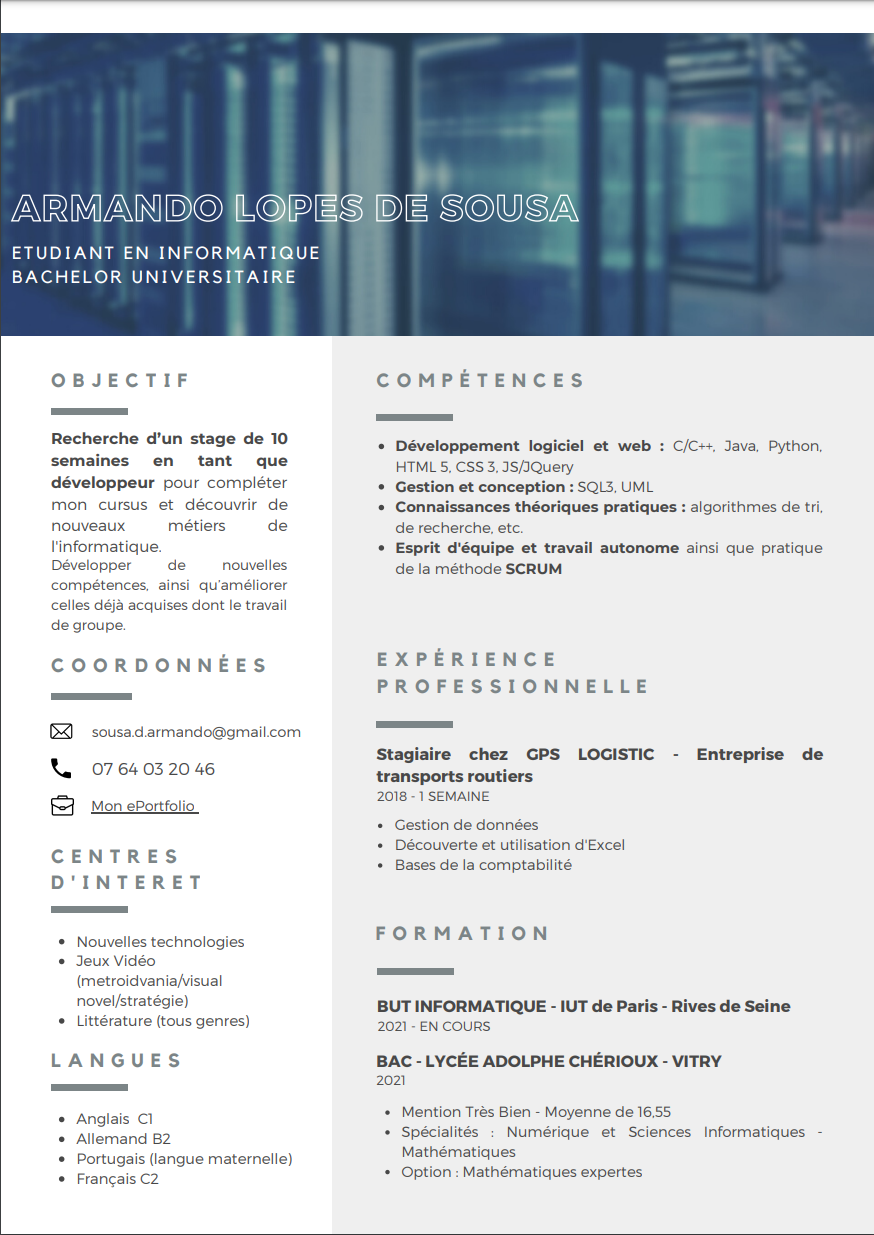 ARMANDO LOPES DE SOUSA
ETUDIANT EN INFORMATIQUE
BACHELOR UNIVERSITAIRE
OBJECTIF
Recherche d’un stage de 10
semaines en tant que
développeur pour compléter
mon cursus et découvrir de
nouveaux métiers de
l'informatique.
Développer de nouvelles
compétences, ainsi qu’améliorer
celles déjà acquises dont le travail
de groupe.
COORDONNÉES
sousa.d.armando@gmail.com
07 64 03 20 46
Mon ePortfolio
CENTRES
D'INTERET
• Nouvelles technologies
• Jeux Vidéo
(metroidvania/visual
novel/stratégie)
• Littérature (tous genres)
LANGUES
• Anglais C1
• Allemand B2
• Portugais (langue maternelle)
• Français C2
COMPÉTENCES
• Développement logiciel et web : C/C++, Java, Python,
HTML 5, CSS 3, JS/JQuery
• Gestion et conception : SQL3, UML
• Connaissances théoriques pratiques : algorithmes de tri,
de recherche, etc.
• Esprit d'équipe et travail autonome ainsi que pratique
de la méthode SCRUM
EXPÉRIENCE
PROFESSIONNELLE
Stagiaire chez GPS LOGISTIC - Entreprise de
transports routiers
2018 - 1 SEMAINE
• Gestion de données
• Découverte et utilisation d'Excel
• Bases de la comptabilité
FORMATION
BUT INFORMATIQUE - IUT de Paris - Rives de Seine
2021 - EN COURS
BAC - LYCÉE ADOLPHE CHÉRIOUX - VITRY
2021
• Mention Très Bien - Moyenne de 16,55
• Spécialités : Numérique et Sciences Informatiques -
Mathématiques
• Option : Mathématiques expertes